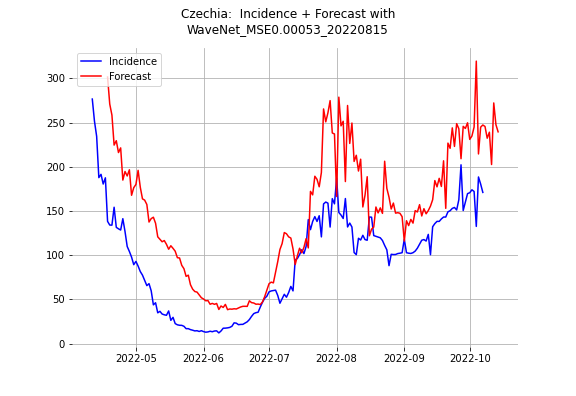 Czechia:  Incidence + Forecast with
WaveNet_MSE0.00053_20220815
Incidence
Forecast
300
250
200
150
100
50
0
2022-05 2022-06 2022-07 2022-08 2022-09 2022-10